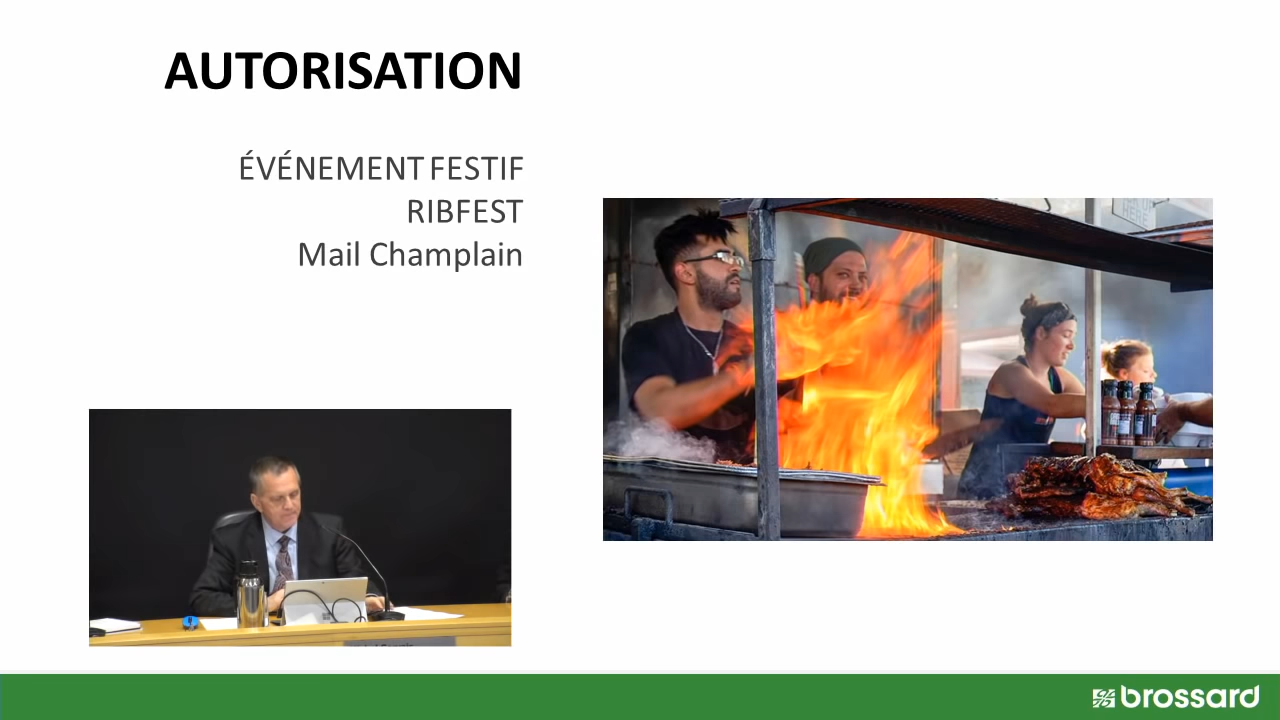 AUTORISATION
ÉVÉNEMENT FESTIF
RIBFEST
Mail Champlain
brossard